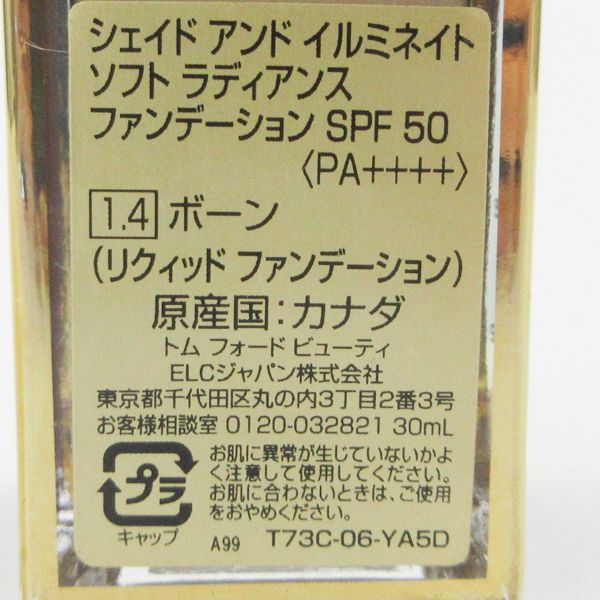 シェイド アンド イルミネイト
ソフト ラディアンス
ファンデーション SPF 50
〈PA++++〉
1.4 ボーン
(リクィッド ファンデーション)
原産国:カナダ
トム フォード ビューティ
ELCジャパン株式会社
東京都千代田区丸の内3丁目2番3号
お客様相談室 0120-032821 30mL
お肌に異常が生じていないかよ
く注意して使用してください。
お肌に合わないときは、ご使用
をおやめください。
プラ
キャップ
A99 T73C-06-YA5D